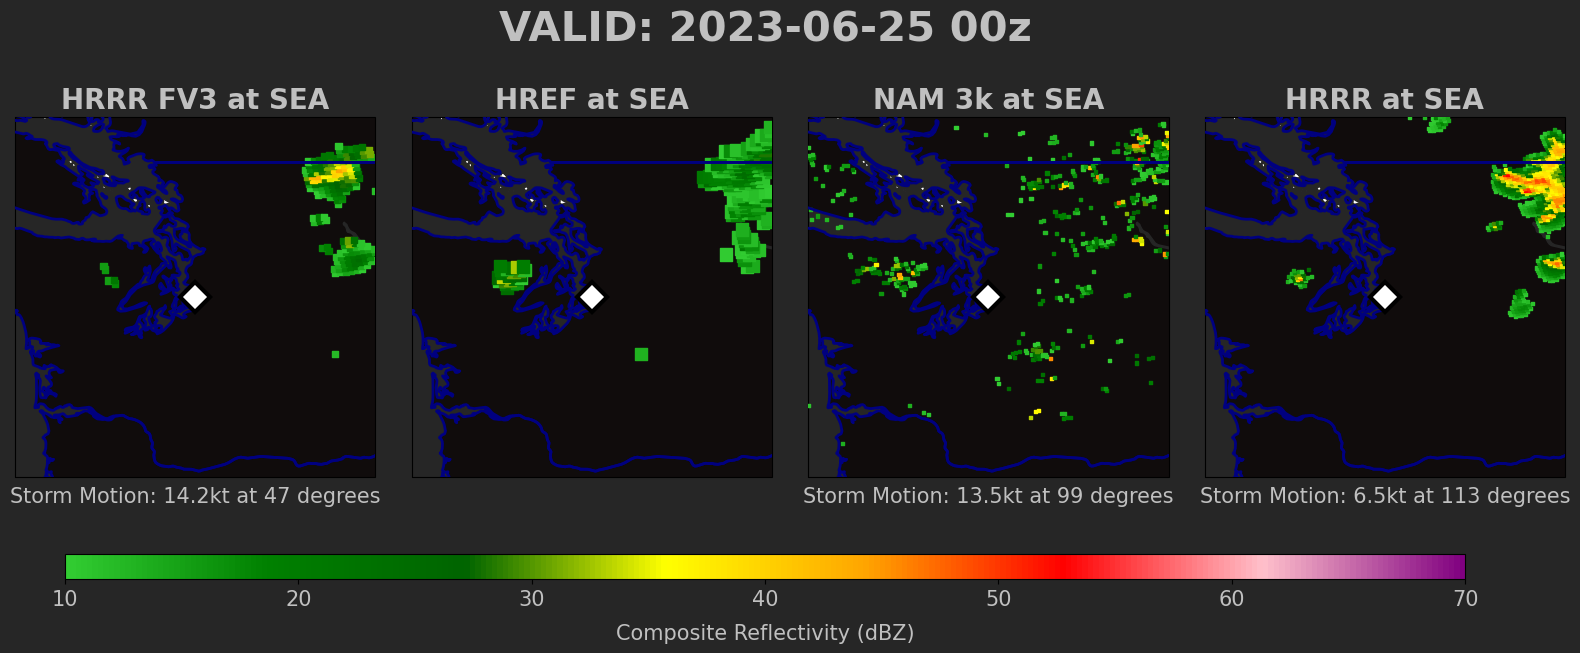 VALID: 2023-06-25 00z
HRRR FV3 at SEA
HREF at SEA
NAM 3k at SEA
HRRR at SEA
Storm Motion: 14.2kt at 47 degrees
Storm Motion: 13.5kt at 99 degrees
Storm Motion: 6.5kt at 113 degrees
10 20 30 40 50 60 70
Composite Reflectivity (dBZ)